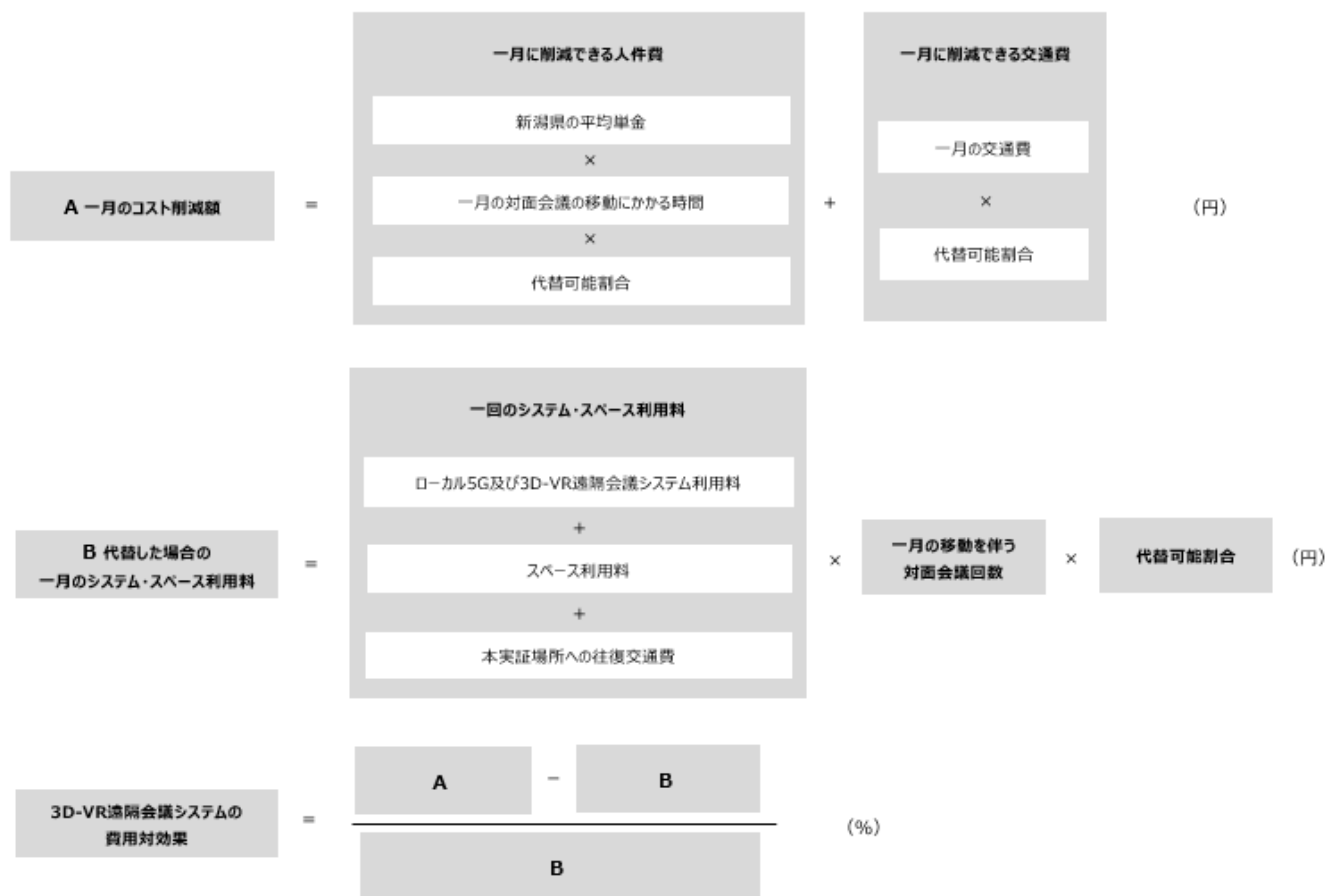 一月に削減できる人件費
新潟県の平均単金
×
一月の対面会議の移動にかかる時間
×
代替可能割合
一月に削減できる交通費
一月の交通費
×
代替可能割合
A 一月のコスト削減額
=
+
(円)
一回のシステム・スペース利用料
ローカル5G及び3D-VR遠隔会議システム利用料
+
スペース利用料
+
本実証場所への往復交通費
B 代替した場合の
一月のシステム・スペース利用料
=
×
一月の移動を伴う
対面会議回数
×
代替可能割合
(円)
3D-VR遠隔会議システムの
費用対効果
=
A
−
B
B
(%)